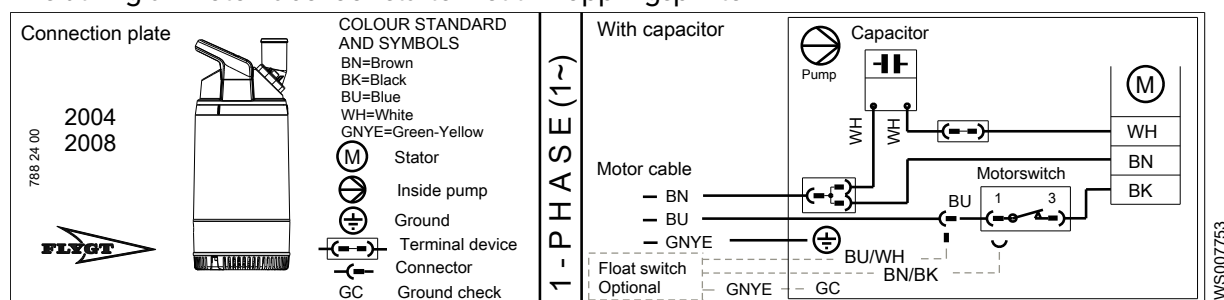 Connection plate
2004
2008
788 24 00
FLYGT
COLOUR STANDARD
AND SYMBOLS
BN=Brown
BK=Black
BU=Blue
WH=White
GNYE=Green-Yellow
M Stator
Inside pump
Ground
Terminal device
Connector
GC Ground check
1 - PHASE (1~)
With capacitor
Pump
Capacitor
WH
WH
M
WH
BN
BK
Motor cable
BN
BU
GNYE
BU
Motorswitch
1 3
BU/WH
BN/BK
Float switch
Optional
GNYE
GC
WS007753